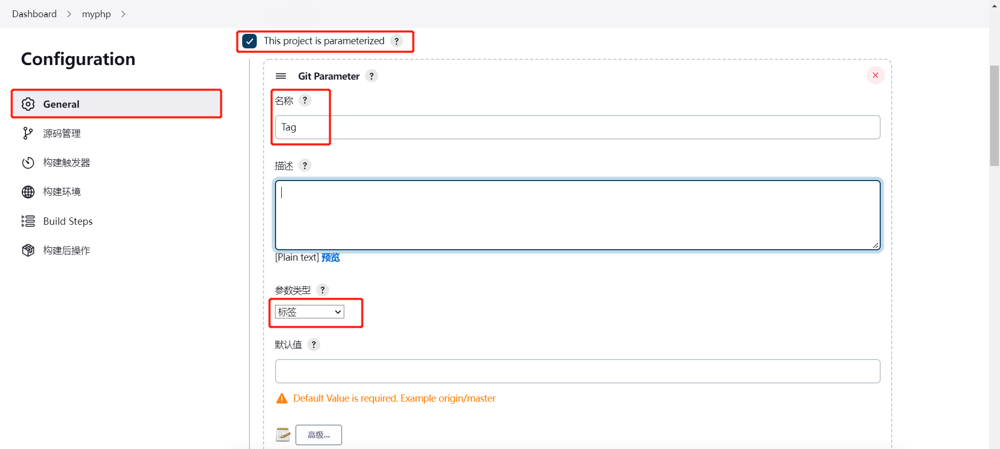 Dashboard > myphp >
Configuration
General
源码管理
构建触发器
构建环境
Build Steps
构建后操作
This project is parameterized ?
Git Parameter ?
名称 ?
Tag
描述 ?
[Plain text] 预览
参数类型 ?
标签
默认值 ?
Default Value is required. Example origin/master
高级...